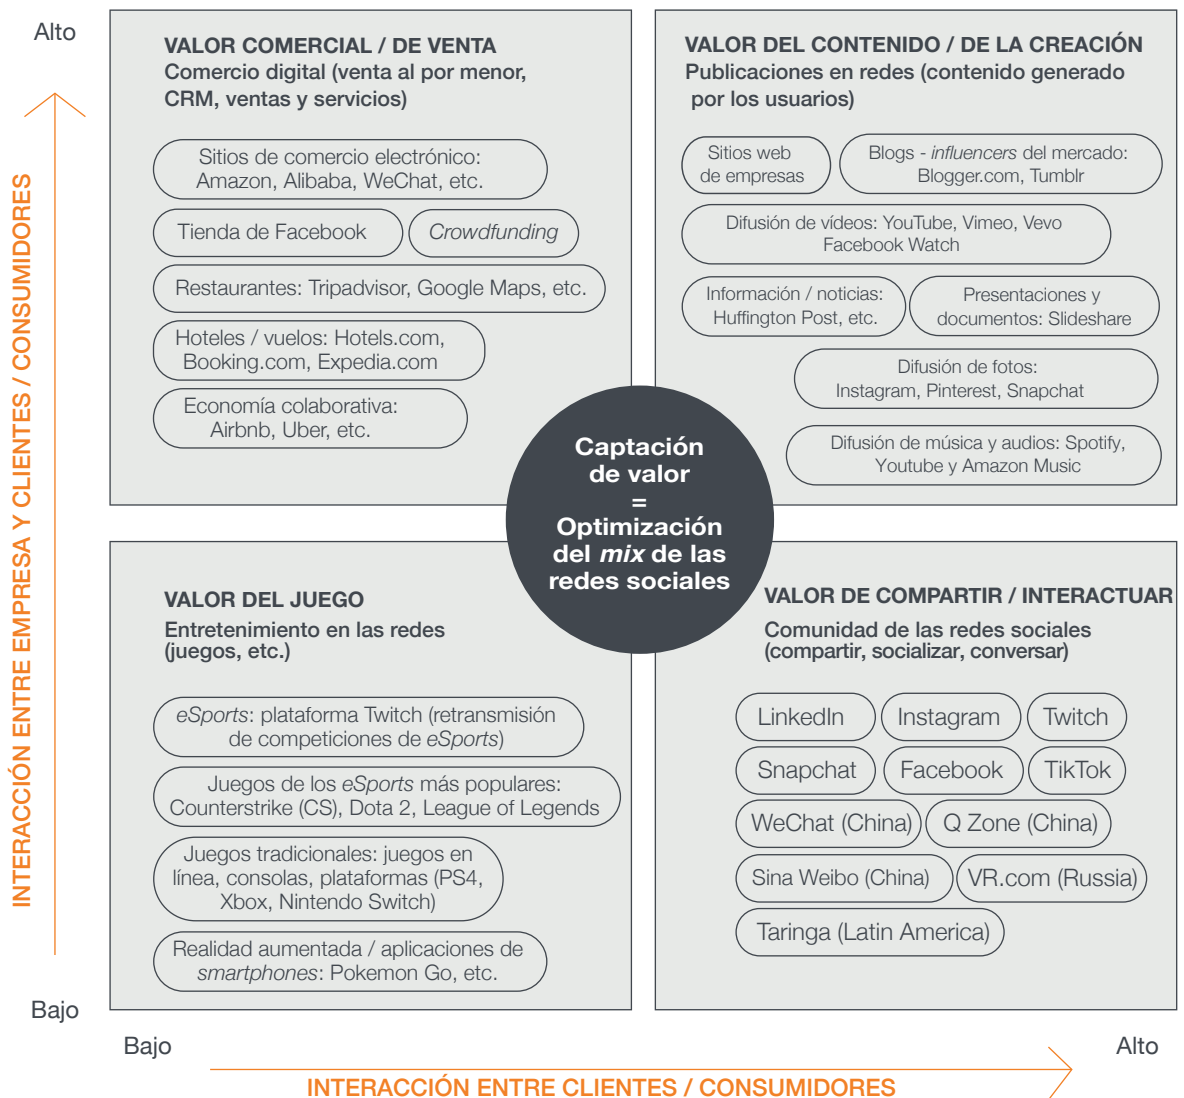 Alto
VALOR COMERCIAL / DE VENTA
Comercio digital (venta al por menor,
CRM, ventas y servicios)
Sitios de comercio electrónico:
Amazon, Alibaba, WeChat, etc.
Tienda de Facebook
Crowdfunding
Restaurantes: Tripadvisor, Google Maps, etc.
Hoteles / vuelos: Hotels.com,
Booking.com, Expedia.com
Economía colaborativa:
Airbnb, Uber, etc.
VALOR DEL CONTENIDO / DE LA CREACIÓN
Publicaciones en redes (contenido generado
por los usuarios)
Sitios web
de empresas
Blogs - influencers del mercado:
Blogger.com, Tumblr
Difusión de vídeos: YouTube, Vimeo, Vevo
Facebook Watch
Información / noticias:
Huffington Post, etc.
Presentaciones y
documentos: Slideshare
Difusión de fotos:
Instagram, Pinterest, Snapchat
Difusión de música y audios: Spotify,
Youtube y Amazon Music
Captación
de valor
=
Optimización
del mix de las
redes sociales
VALOR DEL JUEGO
Entretenimiento en las redes
(juegos, etc.)
eSports: plataforma Twitch (retransmisión
de competiciones de eSports)
Juegos de los eSports más populares:
Counterstrike (CS), Dota 2, League of Legends
Juegos tradicionales: juegos en
línea, consolas, plataformas (PS4,
Xbox, Nintendo Switch)
Realidad aumentada / aplicaciones de
smartphones: Pokemon Go, etc.
VALOR DE COMPARTIR / INTERACTUAR
Comunidad de las redes sociales
(compartir, socializar, conversar)
LinkedIn
Instagram
Twitch
Snapchat
Facebook
TikTok
WeChat (China)
Q Zone (China)
Sina Weibo (China)
VR.com (Russia)
Taringa (Latin America)
INTERACCIÓN ENTRE EMPRESA Y CLIENTES / CONSUMIDORES
Bajo
Bajo
Alto
INTERACCIÓN ENTRE CLIENTES / CONSUMIDORES